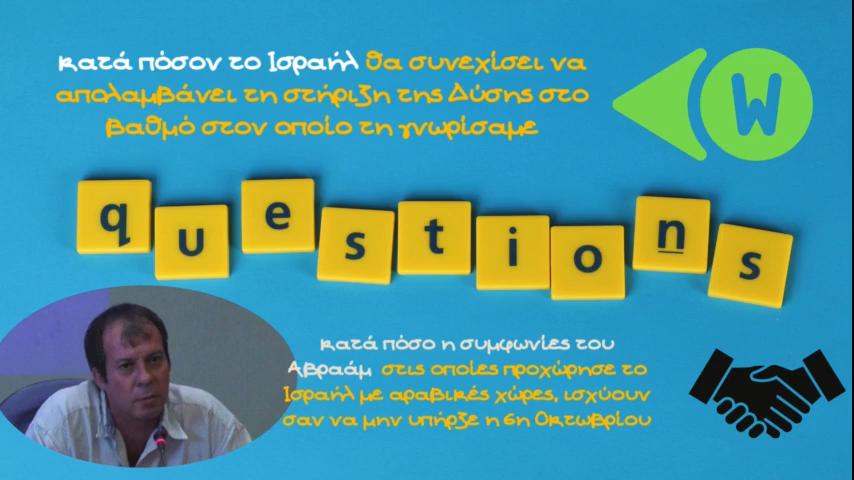 κατά πόσον το Ισραήλ θα συνεχίσει να
απολαμβάνει τη στήριξη της Δύσης στο
βαθμό στον οποίο τη γνωρίσαμε
W
questions
κατά πόσο η συμφωνίες του
Αβραάμ στις οποίες προχώρησε το
Ισραήλ με αραβικές χώρες, ισχύουν
σαν να μην υπήρξε η 6η Οκτωβρίου